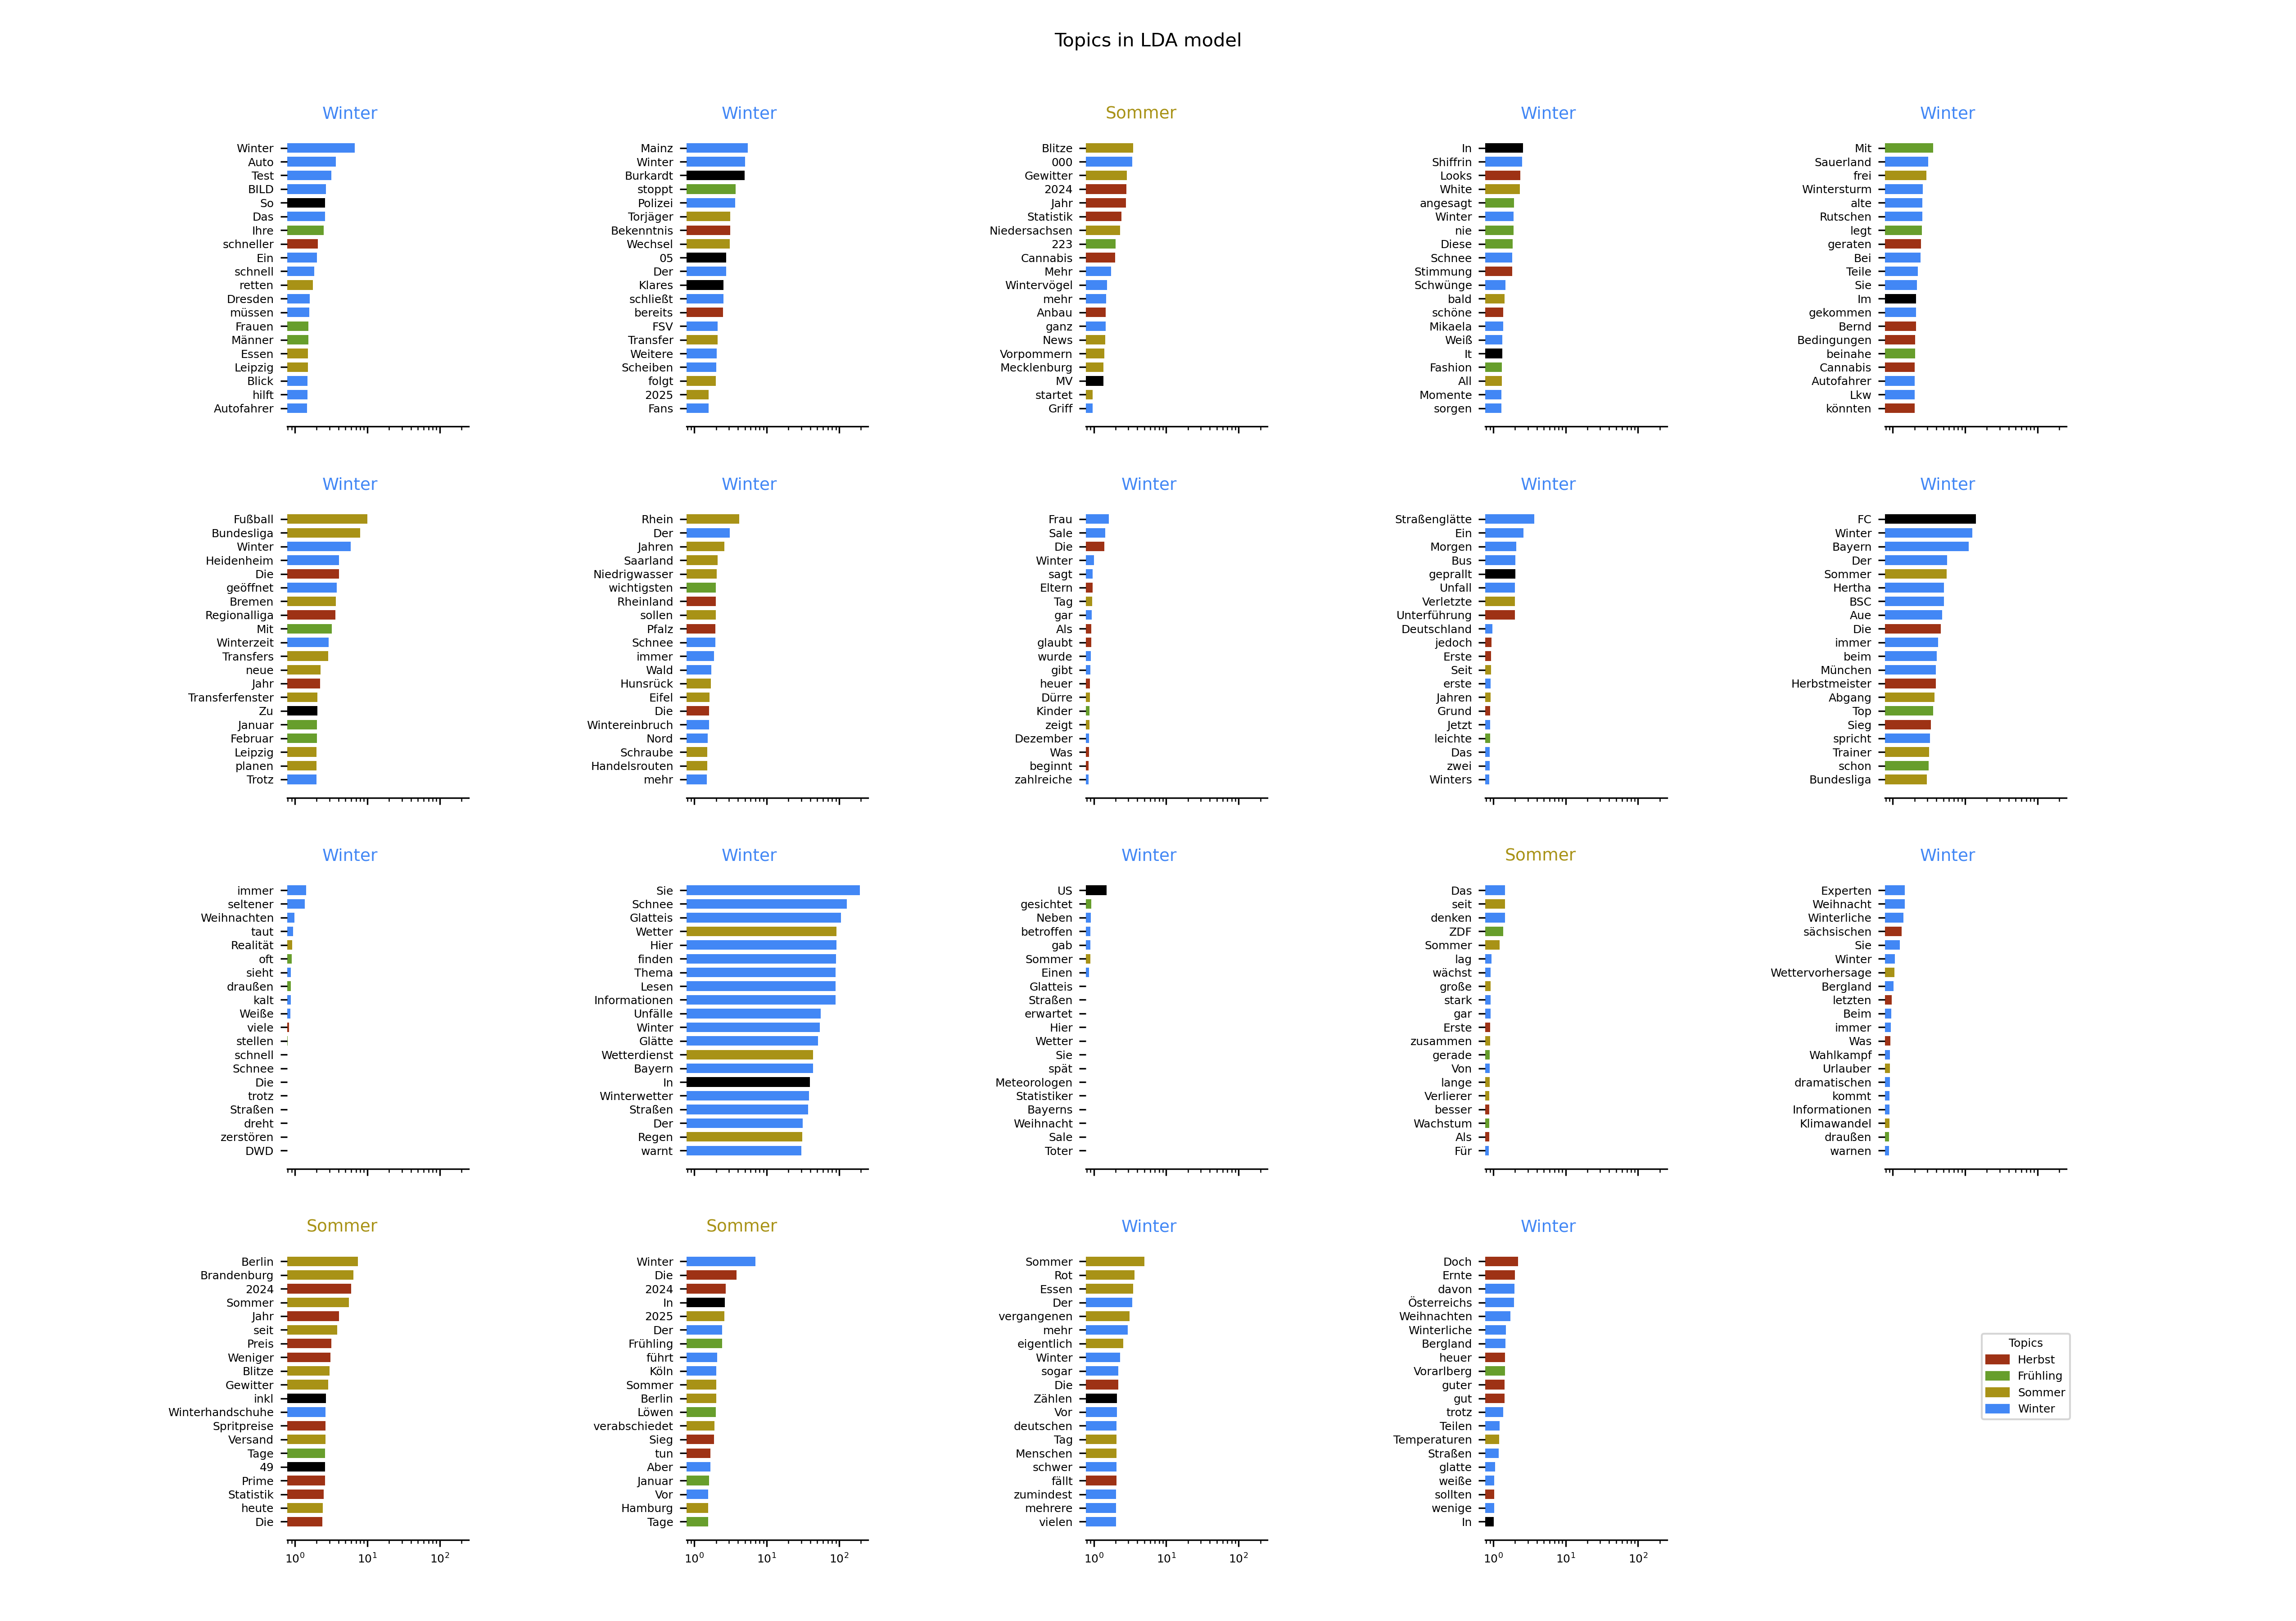 Topics in LDA model
Winter
Winter
Auto
Test
BILD
So
Das
Ihre
schneller
Ein
schnell
retten
Dresden
müssen
Frauen
Männer
Essen
Leipzig
Blick
hilft
Autofahrer
Winter
Mainz
Winter
Burkardt
stoppt
Polizei
Torjäger
Bekenntnis
Wechsel
05
Der
Klares
schließt
bereits
FSV
Transfer
Weitere
Scheiben
folgt
2025
Fans
Sommer
Blitze
000
Gewitter
2024
Jahr
Statistik
Niedersachsen
223
Cannabis
Mehr
Wintervögel
mehr
Anbau
ganz
News
Vorpommern
Mecklenburg
MV
startet
Griff
Winter
In
Shiffrin
Looks
White
angesagt
Winter
nie
Diese
Schnee
Stimmung
Schwünge
bald
schöne
Mikaela
Weiß
It
Fashion
All
Momente
sorgen
Winter
Mit
Sauerland
frei
Wintersturm
alte
Rutschen
legt
geraten
Bei
Teile
Sie
Im
gekommen
Bernd
Bedingungen
beinahe
Cannabis
Autofahrer
Lkw
könnten
Winter
Fußball
Bundesliga
Winter
Heidenheim
Die
geöffnet
Bremen
Regionalliga
Mit
Winterzeit
Transfers
neue
Jahr
Transferfenster
Zu
Januar
Februar
Leipzig
planen
Trotz
Winter
Rhein
Der
Jahren
Saarland
Niedrigwasser
wichtigsten
Rheinland
sollen
Pfalz
Schnee
immer
Wald
Hunsrück
Eifel
Die
Wintereinbruch
Nord
Schraube
Handelsrouten
mehr
Winter
Frau
Sale
Die
Winter
sagt
Eltern
Tag
gar
Als
glaubt
wurde
gibt
heuer
Dürre
Kinder
zeigt
Dezember
Was
beginnt
zahlreiche
Winter
Straßenglätte
Ein
Morgen
Bus
geprallt
Unfall
Verletzte
Unterführung
Deutschland
jedoch
Erste
Seit
erste
Jahren
Grund
Jetzt
leichte
Das
zwei
Winters
Winter
FC
Winter
Bayern
Der
Sommer
Hertha
BSC
Aue
Die
immer
beim
München
Herbstmeister
Abgang
Top
Sieg
spricht
Trainer
schon
Bundesliga
Winter
immer
seltener
Weihnachten
taut
Realität
oft
sieht
draußen
kalt
Weiße
viele
stellen
schnell
Schnee
Die
trotz
Straßen
dreht
zerstören
DWD
Winter
Sie
Schnee
Glatteis
Wetter
Hier
finden
Thema
Lesen
Informationen
Unfälle
Winter
Glätte
Wetterdienst
Bayern
In
Winterwetter
Straßen
Der
Regen
warnt
Winter
US
gesichtet
Neben
betroffen
gab
Sommer
Einen
Glatteis
Straßen
erwartet
Hier
Wetter
Sie
spät
Meteorologen
Statistiker
Bayerns
Weihnacht
Sale
Toter
Sommer
Das
seit
denken
ZDF
Sommer
lag
wächst
große
stark
gar
Erste
zusammen
gerade
Von
lange
Verlierer
besser
Wachstum
Als
Für
Winter
Experten
Weihnacht
Winterliche
sächsischen
Sie
Winter
Wettervorhersage
Bergland
letzten
Beim
immer
Was
Wahlkampf
Urlauber
dramatischen
kommt
Informationen
Klimawandel
draußen
warnen
Sommer
Berlin
Brandenburg
2024
Sommer
Jahr
seit
Preis
Weniger
Blitze
Gewitter
inkl
Winterhandschuhe
Spritpreise
Versand
Tage
49
Prime
Statistik
heute
Die
10⁰ 10¹ 10²
Sommer
Winter
Die
2024
In
2025
Der
Frühling
führt
Köln
Sommer
Berlin
Löwen
verabschiedet
Sieg
tun
Aber
Januar
Vor
Hamburg
Tage
10⁰ 10¹ 10²
Winter
Sommer
Rot
Essen
Der
vergangenen
mehr
eigentlich
Winter
sogar
Die
Zählen
Vor
deutschen
Tag
Menschen
schwer
fällt
zumindest
mehrere
vielen
10⁰ 10¹ 10²
Winter
Doch
Ernte
davon
Österreichs
Weihnachten
Winterliche
Bergland
heuer
Vorarlberg
guter
gut
trotz
Teilen
Temperaturen
Straßen
glatte
weiße
sollten
wenige
In
10⁰ 10¹ 10²
Topics
Herbst
Frühling
Sommer
Winter